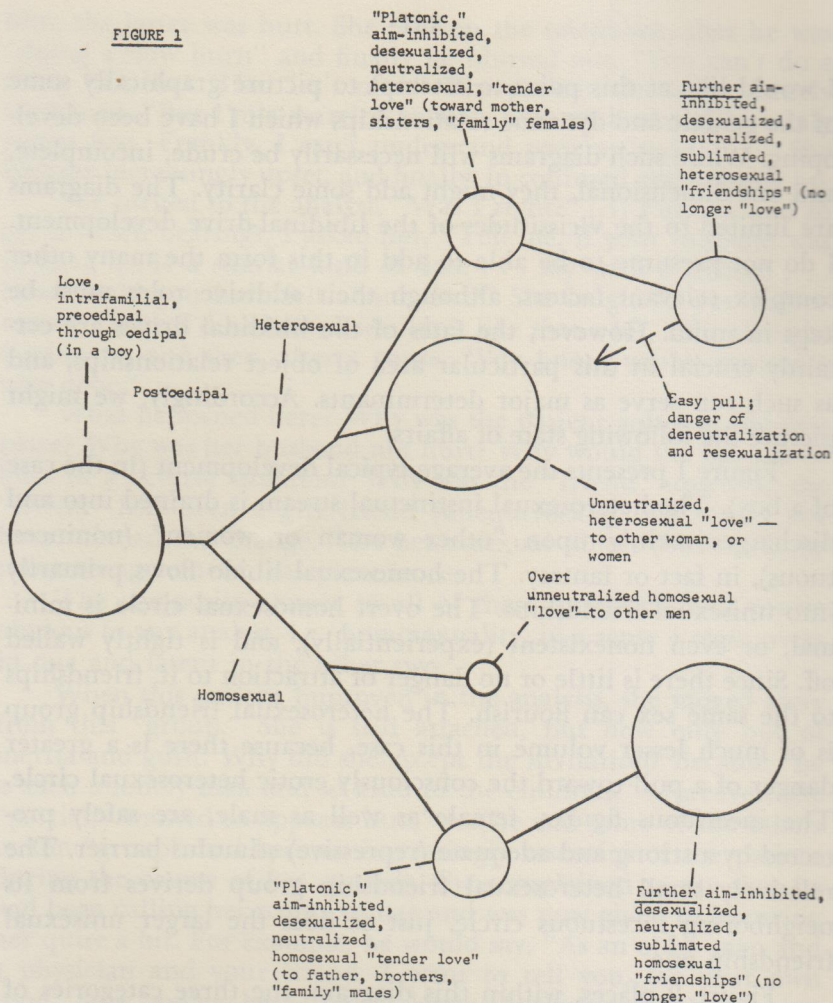 FIGURE 1
"Platonic,"
aim-inhibited,
desexualized,
neutralized,
heterosexual, "tender
love" (toward mother,
sisters, "family" females)
Further aim-
inhibited,
desexualized,
neutralized,
sublimated,
heterosexual
"friendships" (no
longer "love")
Love,
intrafamilial,
preoedipal
through oedipal
(in a boy)
Heterosexual
Postoedipal
Easy pull;
danger of
deneutralization
and resexualization
Unneutralized,
heterosexual "love" —
to other woman, or
women
Overt
unneutralized homosexual
"love"—to other men
Homosexual
"Platonic,"
aim-inhibited,
desexualized
neutralized,
homosexual "tender love"
(to father, brothers,
"family" males)
Further aim-inhibited,
desexualized,
neutralized,
sublimated
homosexual
"friendships" (no
longer "love")